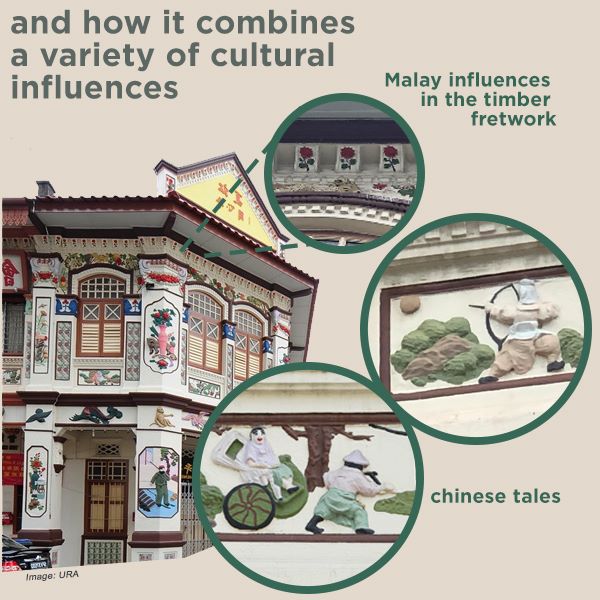 and how it combines
a variety of cultural
influences
Malay influences
in the timber
fretwork
chinese tales
Image: URA